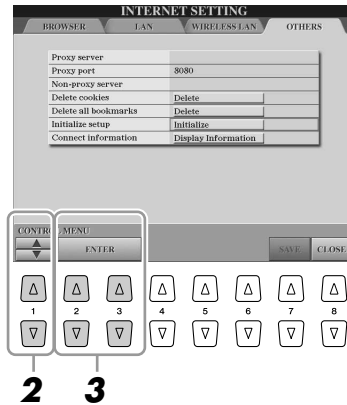 INTERNET SETTING
BROWSER LAN WIRELESS LAN OTHERS
Proxy server
Proxy port 8080
Non-proxy server
Delete cookies Delete
Delete all bookmarks Delete
Initialize setup Initialize
Connect information Display Information
CONTROL MENU
ENTER SAVE CLOSE
1 2 3 4 5 6 7 8
2 3